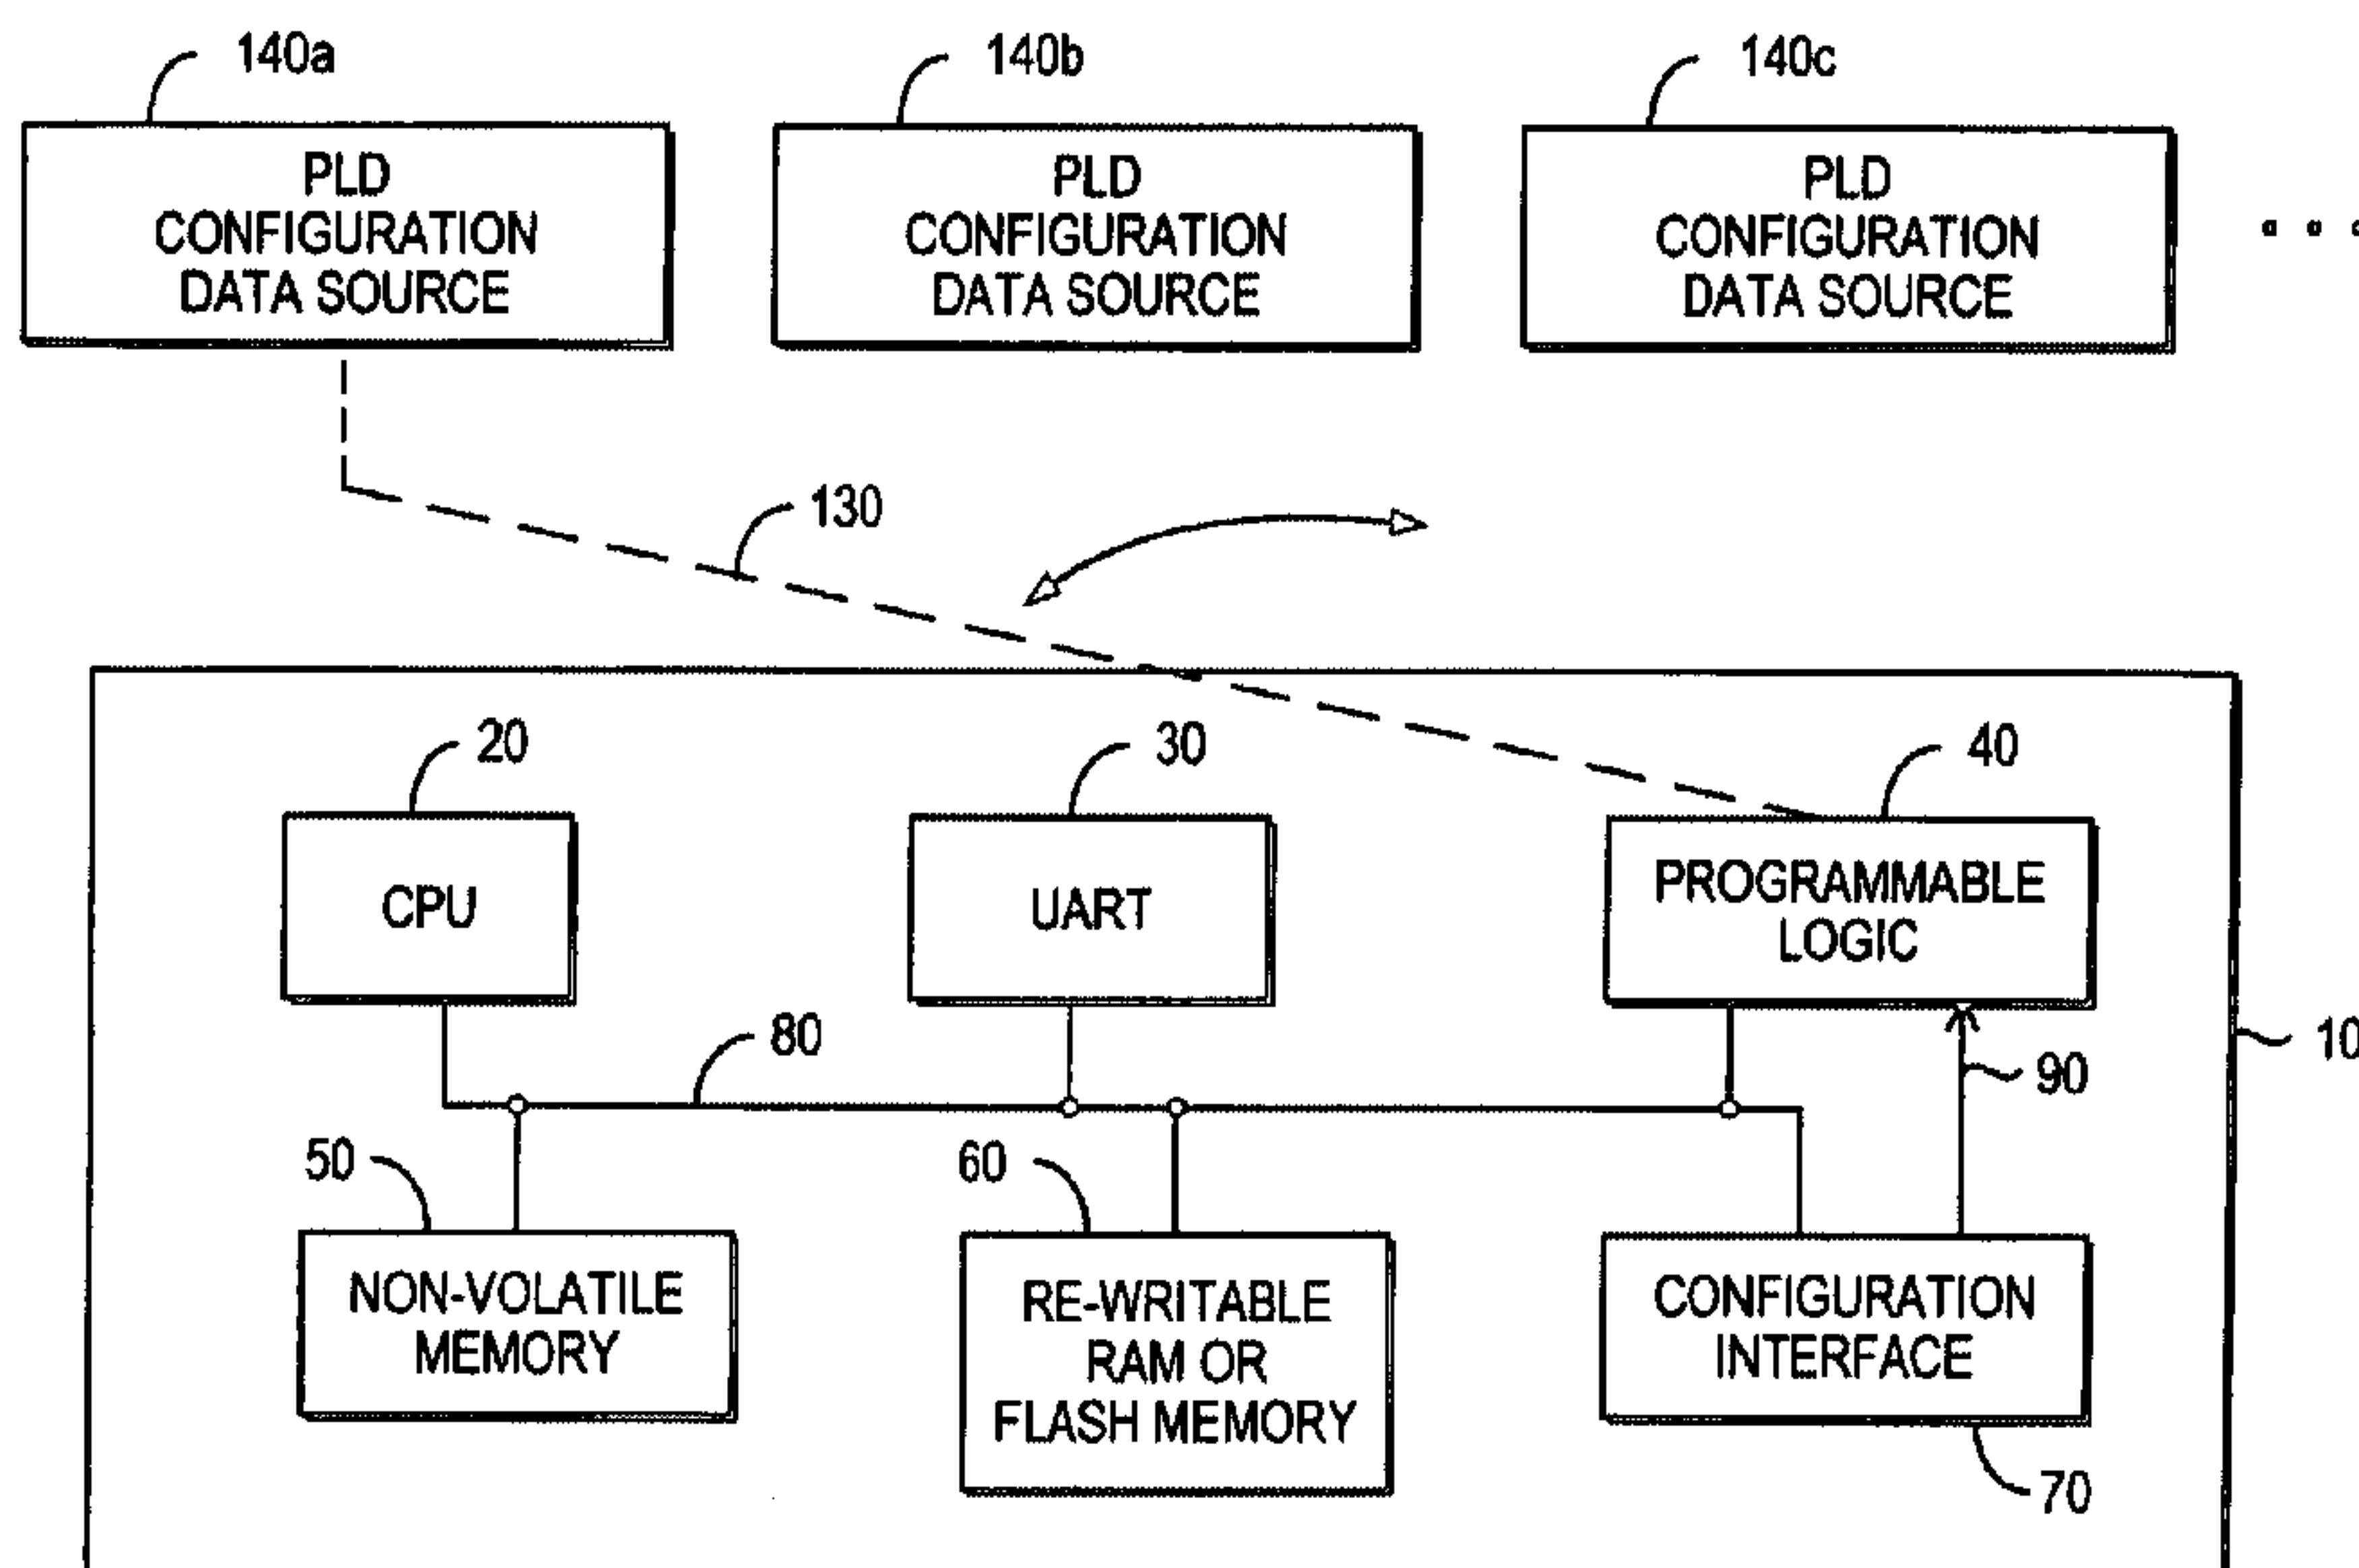 140a
140b
140c
PLD
CONFIGURATION
DATA SOURCE
PLD
CONFIGURATION
DATA SOURCE
PLD
CONFIGURATION
DATA SOURCE
130
20
30
40
CPU
UART
PROGRAMMABLE
LOGIC
80
10
90
50
60
NON-VOLATILE
MEMORY
RE-WRITABLE
RAM OR
FLASH MEMORY
CONFIGURATION
INTERFACE
70